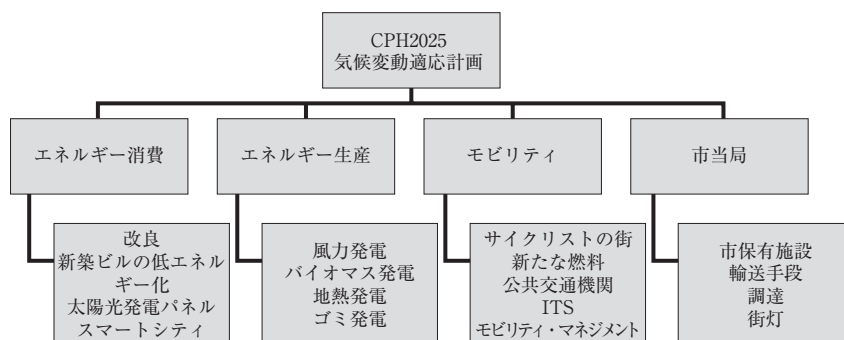 CPH2025
気候変動適応計画
エネルギー消費
エネルギー生産
モビリティ
市当局
改良
新築ビルの低エネル
ギー化
太陽光発電パネル
スマートシティ
風力発電
バイオマス発電
地熱発電
ゴミ発電
サイクリストの街
新たな燃料
公共交通機関
ITS
モビリティ・マネジメント
市保有施設
輸送手段
調達
街灯